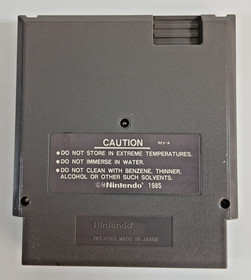 CAUTION REV-A
• DO NOT STORE IN EXTREME TEMPERATURES.
• DO NOT IMMERSE IN WATER.
• DO NOT CLEAN WITH BENZENE, THINNER,
ALCOHOL OR OTHER SUCH SOLVENTS.
©Nintendo 1985
Nintendo
MADE IN JAPAN